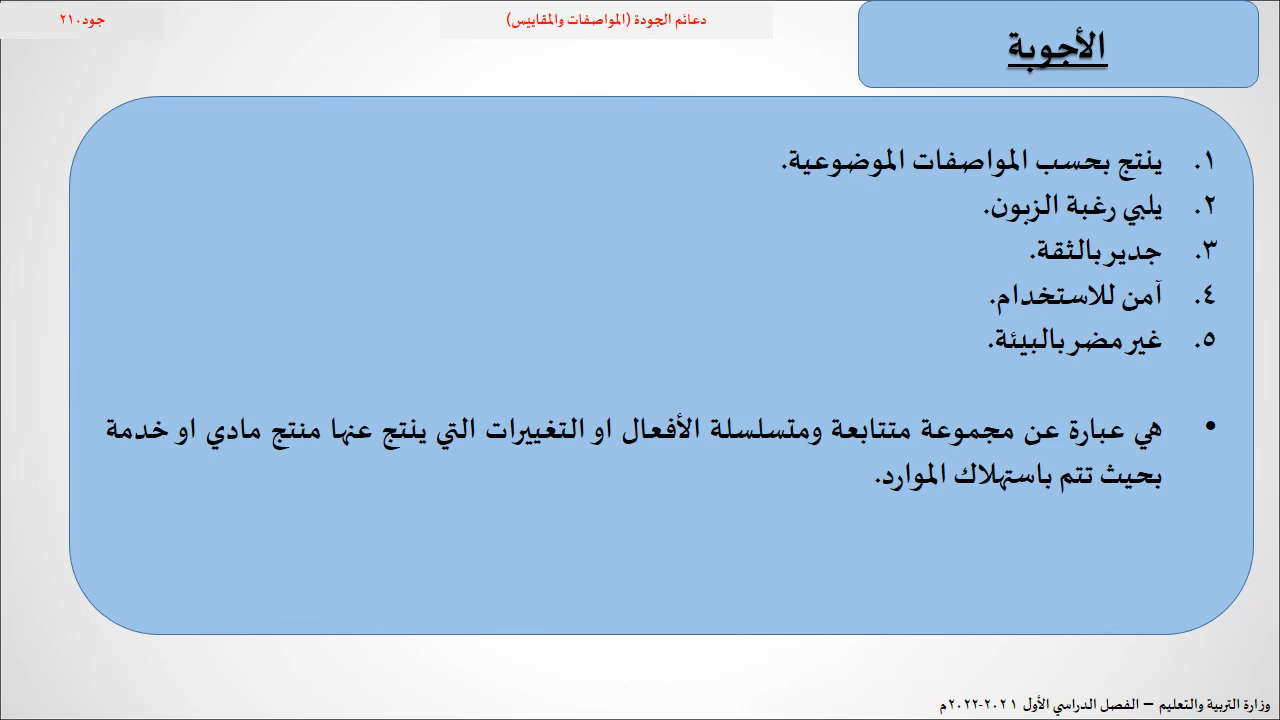 الأجوبة
دعائم الجودة (المواصفات والمقاييس)
جود٢١٠
١. ينتج بحسب المواصفات الموضوعية.
٢. يلبي رغبة الزبون.
٣. جدير بالثقة.
٤. آمن للاستخدام.
٥. غير مضر بالبيئة.
• هي عبارة عن مجموعة متتابعة ومتسلسلة الأفعال او التغييرات التي ينتج عنها منتج مادي او خدمة
بحيث تتم باستهلاك الموارد.
وزارة التربية والتعليم – الفصل الدراسي الأول ٢٠٢١-٢٠٢٢م